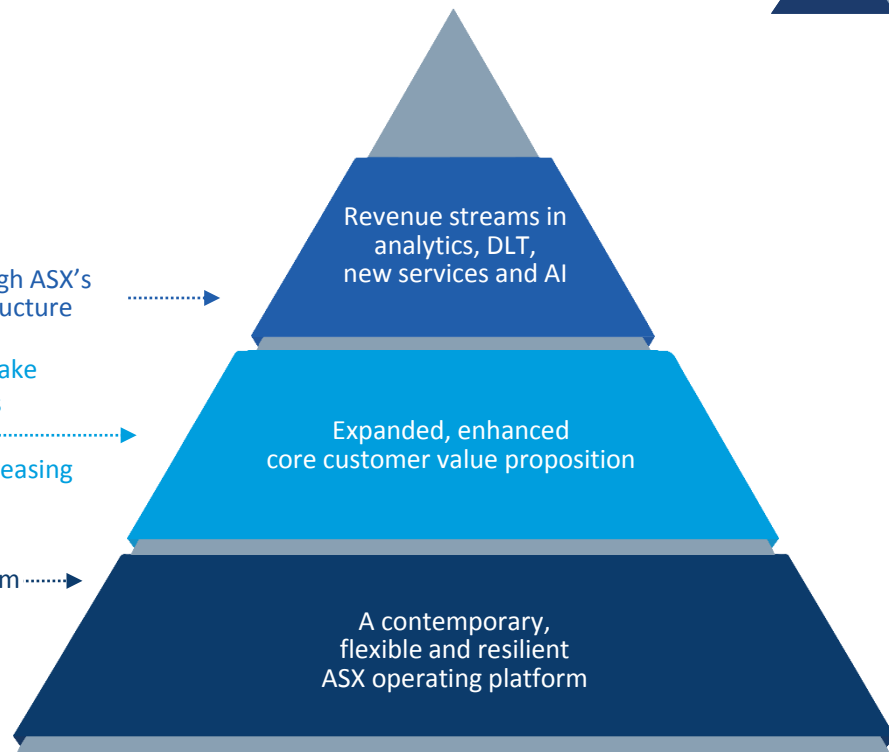 Revenue streams in
analytics, DLT,
new services and AI
gh ASX's
ucture
ake
Expanded, enhanced
core customer value proposition
easing
m
A contemporary,
flexible and resilient
ASX operating platform